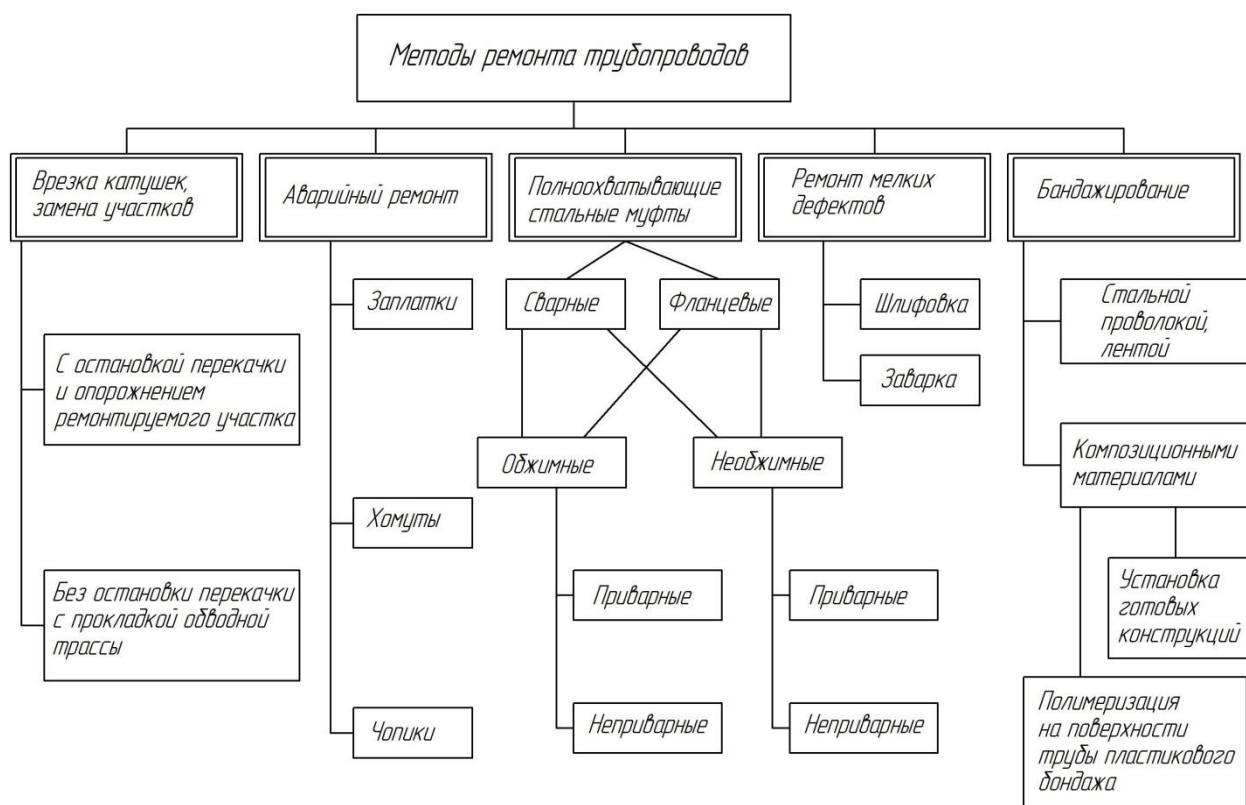 Методы ремонта трубопроводов
Врезка катушек,
замена участков
Аварийный ремонт
Полноохватывающие
стальные муфты
Ремонт мелких
дефектов
Бандажирование
Заплатки
Сварные
Фланцевые
Шлифовка
Стальной
проволокой,
лентой
С остановкой перекачки
и опорожнением
ремонтируемого участка
Заварка
Обжимные
Необжимные
Композиционными
материалами
Хомуты
Без остановки перекачки
с прокладкой обводной
трассы
Приварные
Приварные
Установка
готовых
конструкций
Чопики
Неприварные
Неприварные
Полимеризация
на поверхности
трубы пластикового
бондажа